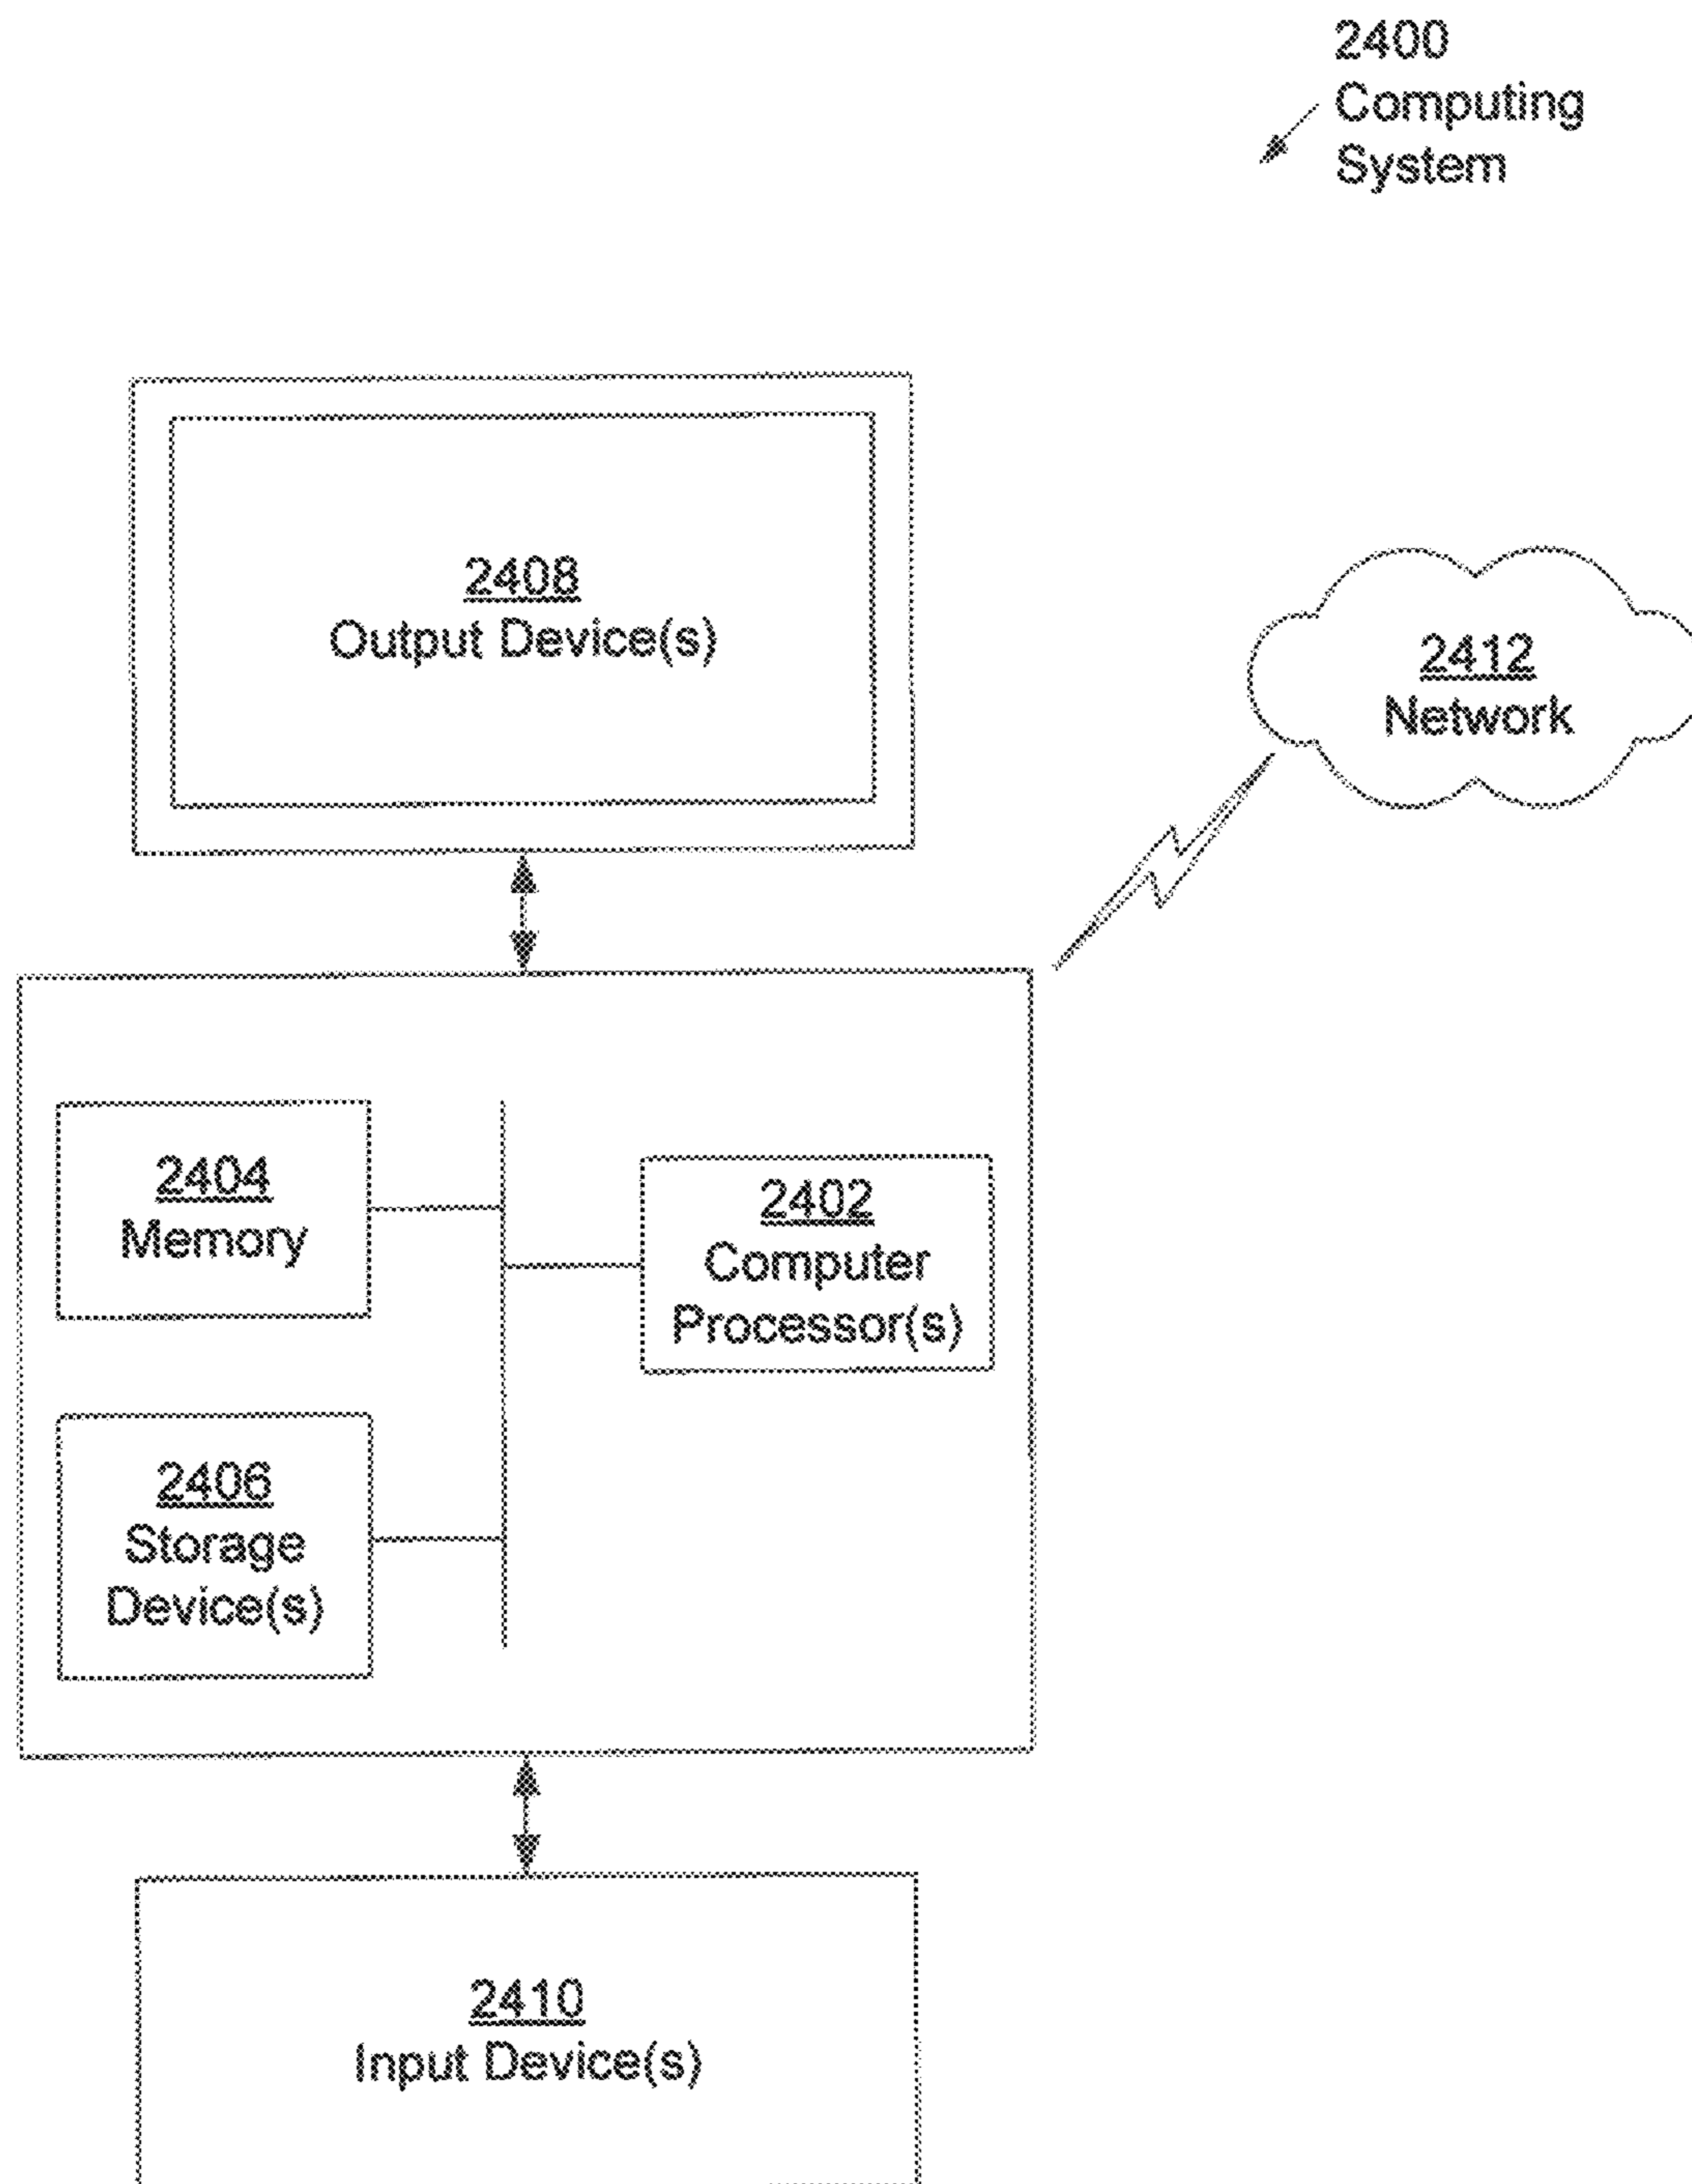 2400
Computing
System
2408
Output Device(s)
2412
Network
2404
Memory
2402
Computer
Processor(s)
2406
Storage
Device(s)
2410
Input Device(s)